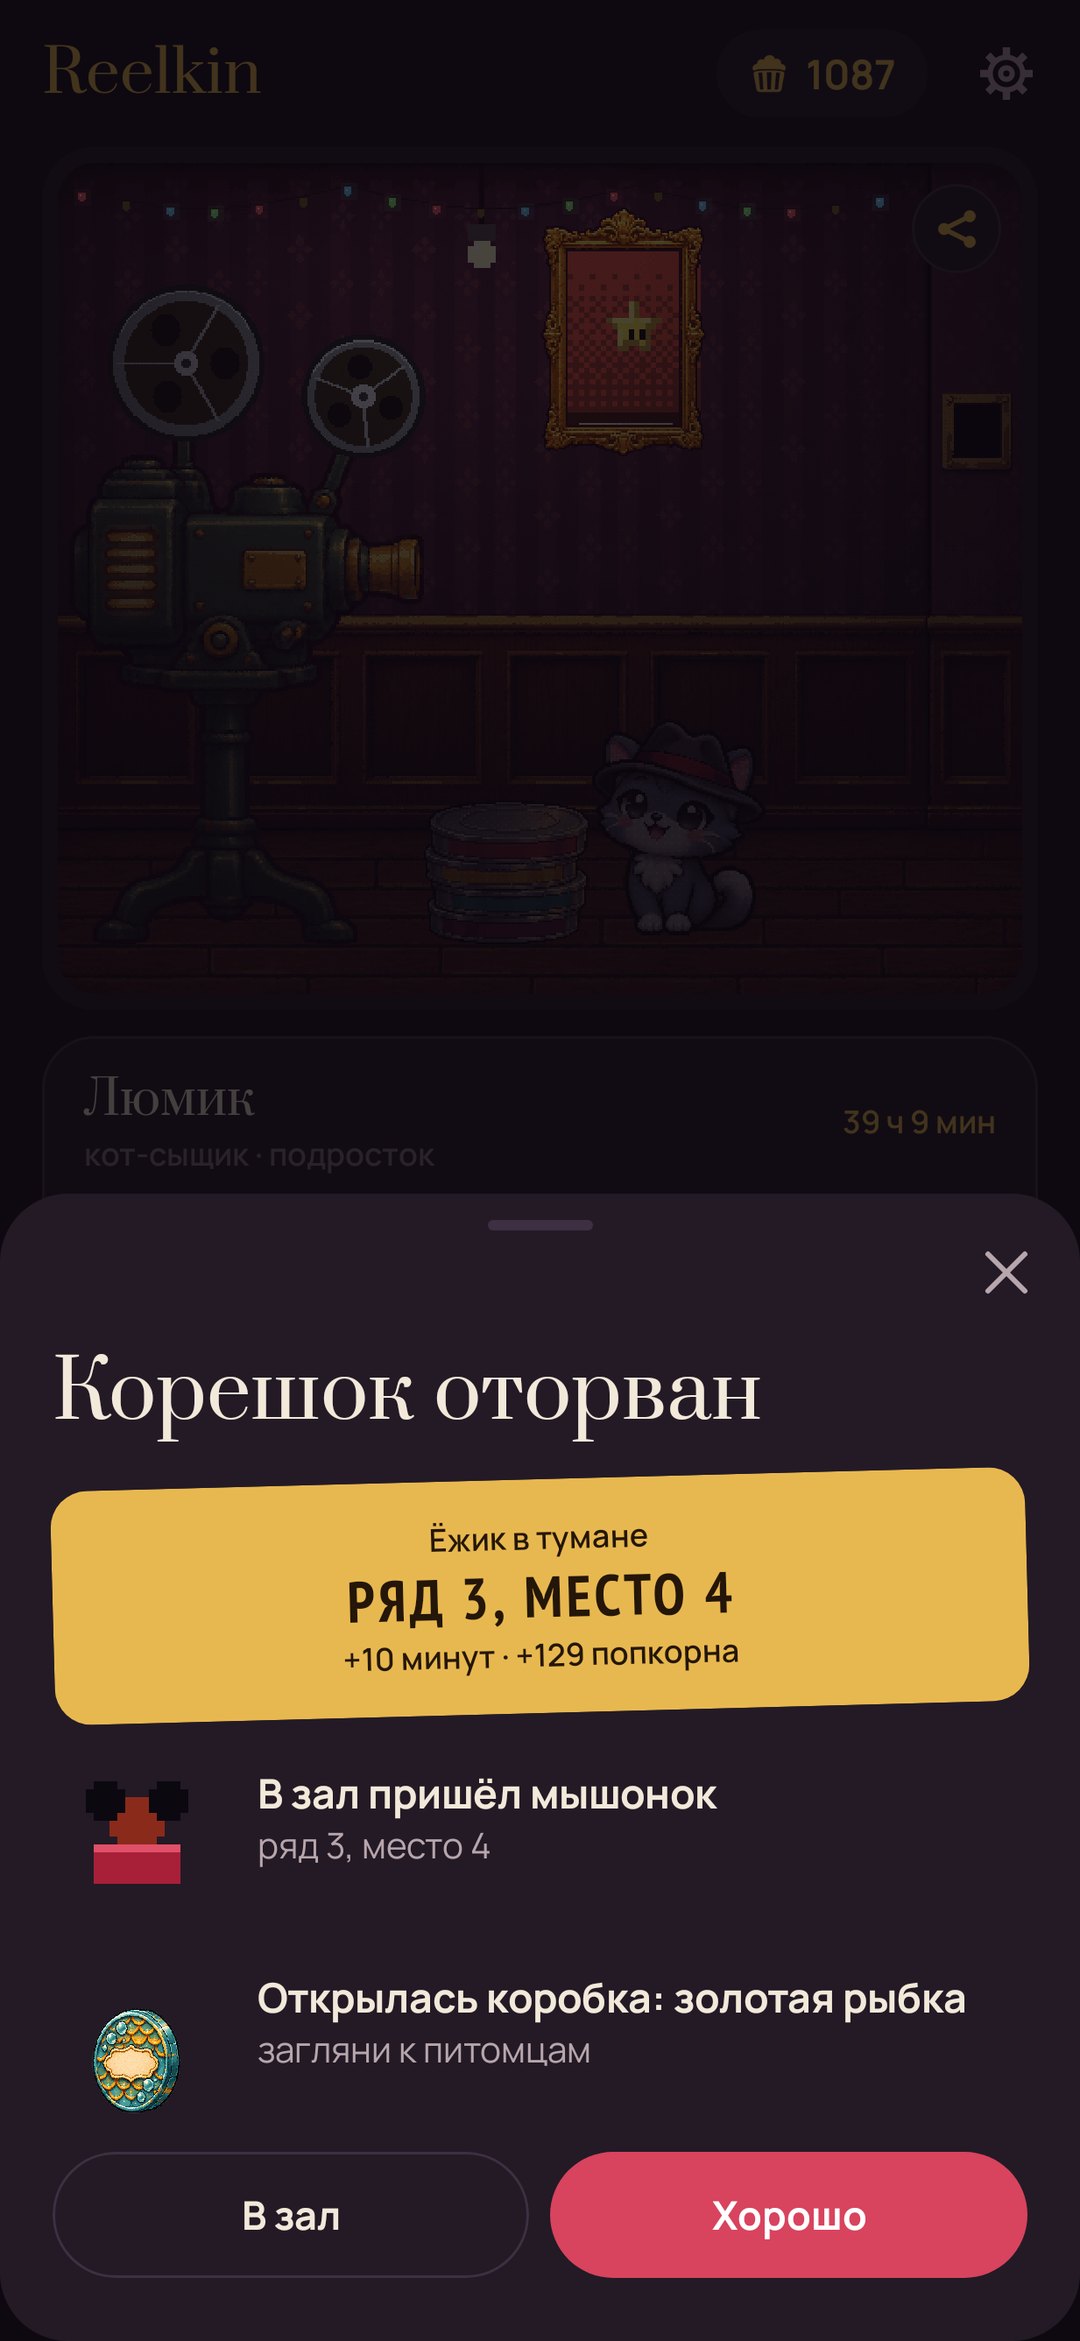 Reelkin
1087
Люмик
39 ч 9 мин
кот-сыщик · подросток
Корешок оторван
Ёжик в тумане
РЯД 3, МЕСТО 4
+10 минут · +129 попкорна
В зал пришёл мышонок
ряд 3, место 4
Открылась коробка: золотая рыбка
загляни к питомцам
В зал
Хорошо